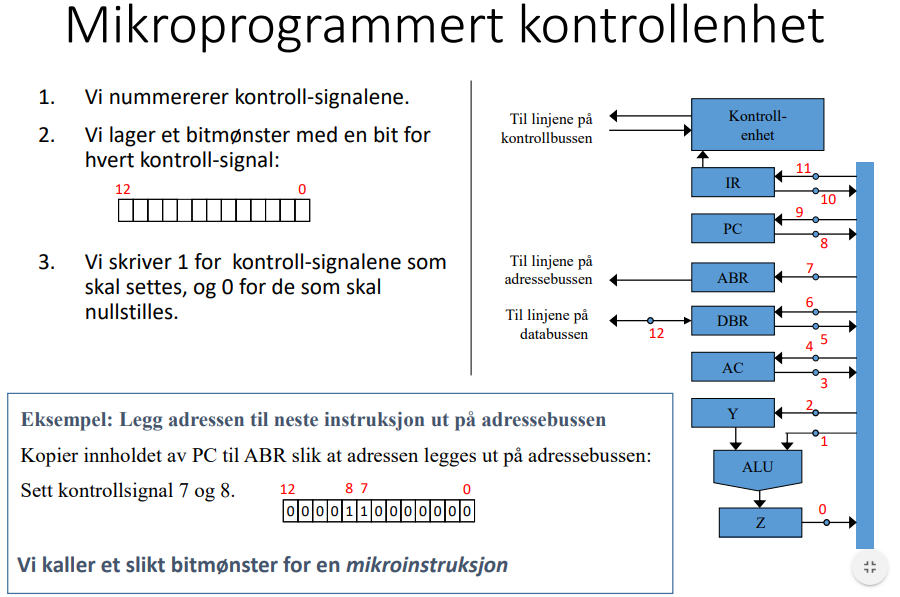 Mikroprogrammert kontrollenhet
1. Vi nummererer kontroll-signalene.
2. Vi lager et bitmønster med en bit for
hvert kontroll-signal:
12 0
3. Vi skriver 1 for kontroll-signalene som
skal settes, og 0 for de som skal
nullstilles.
Til linjene på
kontrollbussen
Kontroll-
enhet
IR
11
10
PC
9
8
Til linjene på
adressebussen
ABR
7
Til linjene på
databussen
12
DBR
6
5
AC
4
3
Y
2
1
ALU
Z
0
Eksempel: Legg adressen til neste instruksjon ut på adressebussen
Kopier innholdet av PC til ABR slik at adressen legges ut på adressebussen:
Sett kontrollsignal 7 og 8.
12 8 7 0
0 0 0 0 1 1 0 0 0 0 0 0 0
Vi kaller et slikt bitmønster for en mikroinstruksjon